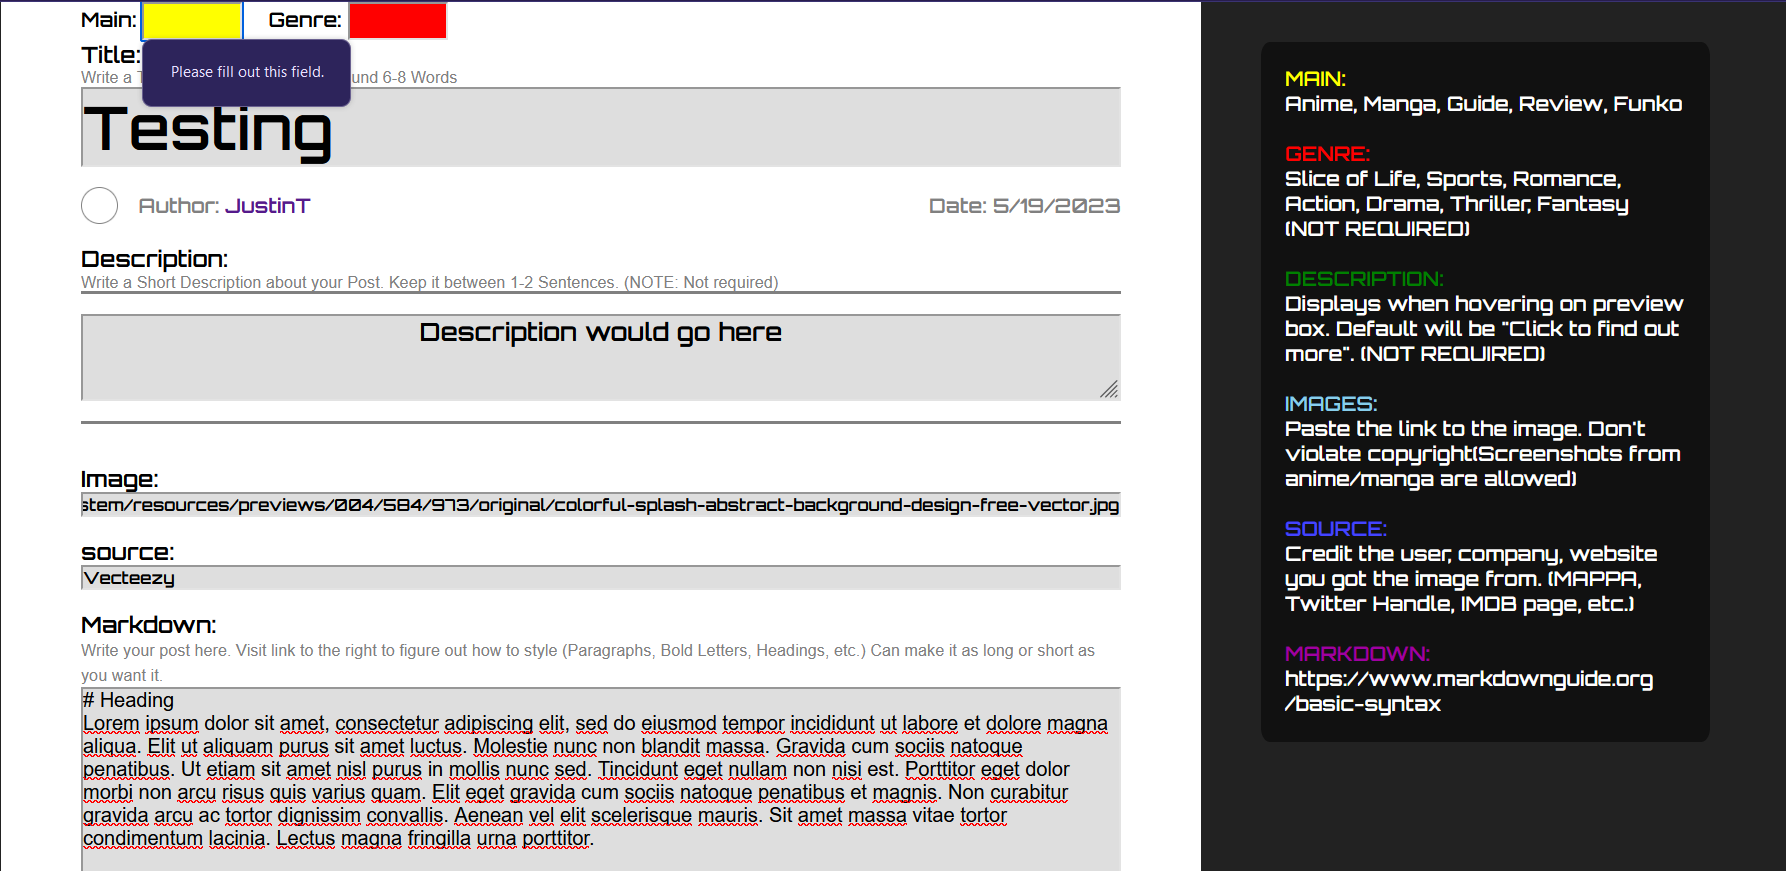 Main:
Genre:
Title:
Please fill out this field.
Write a T
und 6-8 Words
Testing
Author: JustinT
Date: 5/19/2023
Description:
Write a Short Description about your Post. Keep it between 1-2 Sentences. (NOTE: Not required)
Description would go here
Image:
stem/resources/previews/004/584/973/original/colorful-splash-abstract-background-design-free-vector.jpg
source:
Vecteezy
Markdown:
Write your post here. Visit link to the right to figure out how to style (Paragraphs, Bold Letters, Headings, etc.) Can make it as long or short as
you want it.
# Heading
Lorem ipsum dolor sit amet, consectetur adipiscing elit, sed do eiusmod tempor incididunt ut labore et dolore magna
aliqua. Elit ut aliquam purus sit amet luctus. Molestie nunc non blandit massa. Gravida cum sociis natoque
penatibus. Ut etiam sit amet nisl purus in mollis nunc sed. Tincidunt eget nullam non nisi est. Porttitor eget dolor
morbi non arcu risus quis varius quam. Elit eget gravida cum sociis natoque penatibus et magnis. Non curabitur
gravida arcu ac tortor dignissim convallis. Aenean vel elit scelerisque mauris. Sit amet massa vitae tortor
condimentum lacinia. Lectus magna fringilla urna porttitor.
MAIN:
Anime, Manga, Guide, Review, Funko
GENRE:
Slice of Life, Sports, Romance,
Action, Drama, Thriller, Fantasy
(NOT REQUIRED)
DESCRIPTION:
Displays when hovering on preview
box. Default will be "Click to find out
more". (NOT REQUIRED)
IMAGES:
Paste the link to the image. Don't
violate copyright(Screenshots from
anime/manga are allowed)
SOURCE:
Credit the user, company, website
you got the image from. (MAPPA,
Twitter Handle, IMDB page, etc.)
MARKDOWN:
https://www.markdownguide.org
/basic-syntax